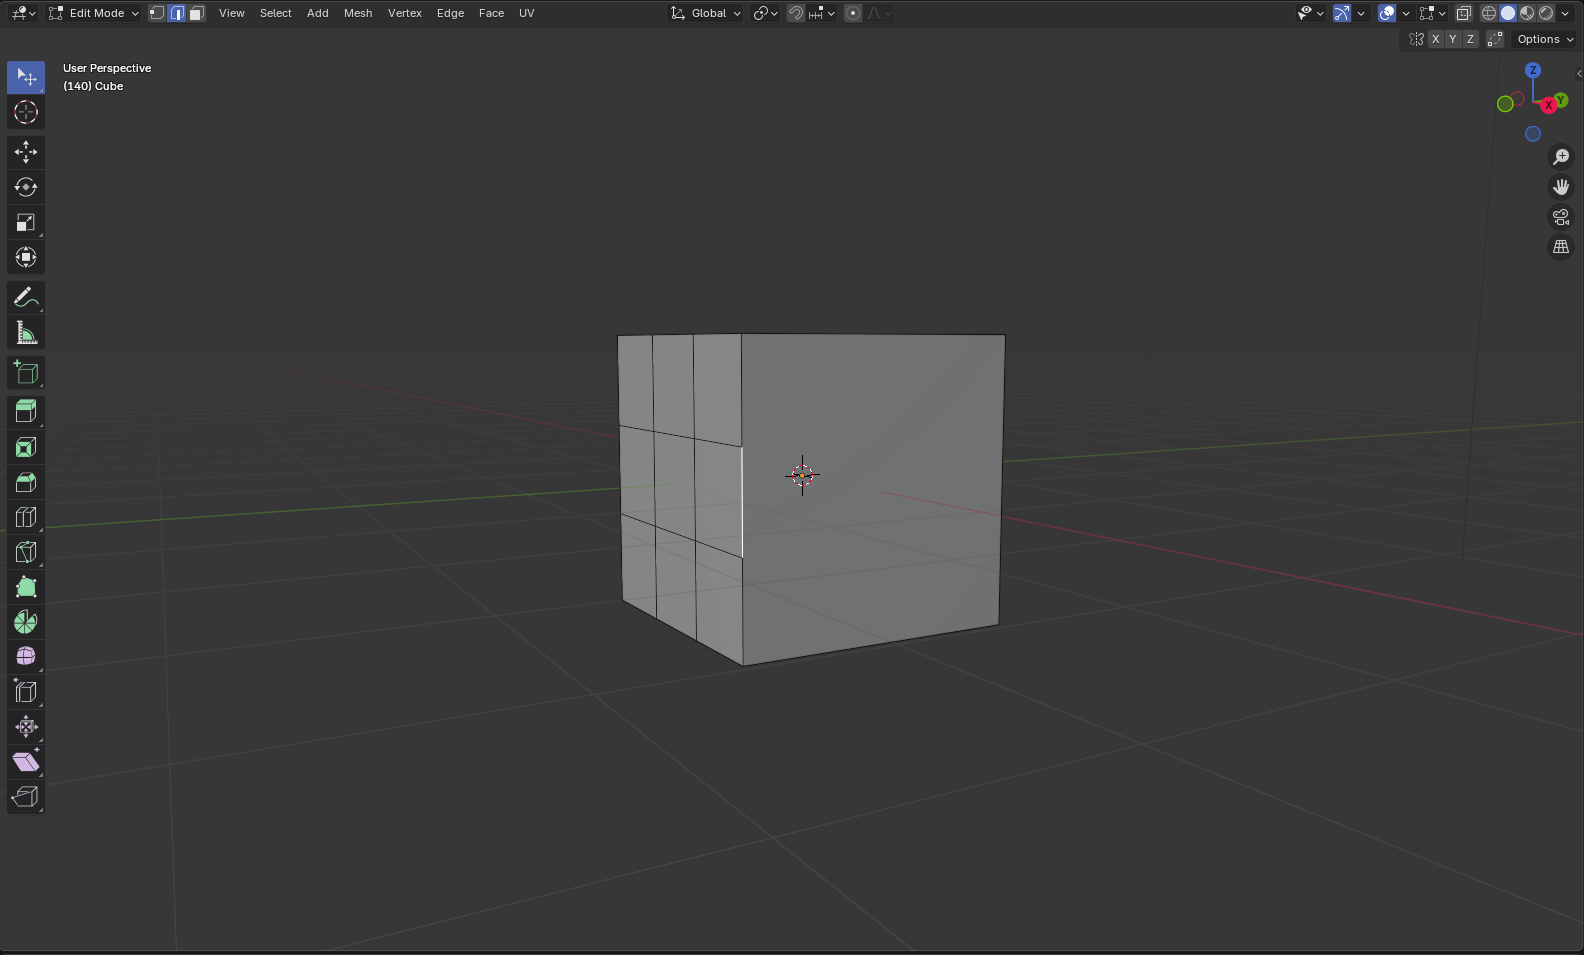 Edit Mode View Select Add Mesh Vertex Edge Face UV Global
X Y Z Options
User Perspective
(140) Cube
Z
X Y